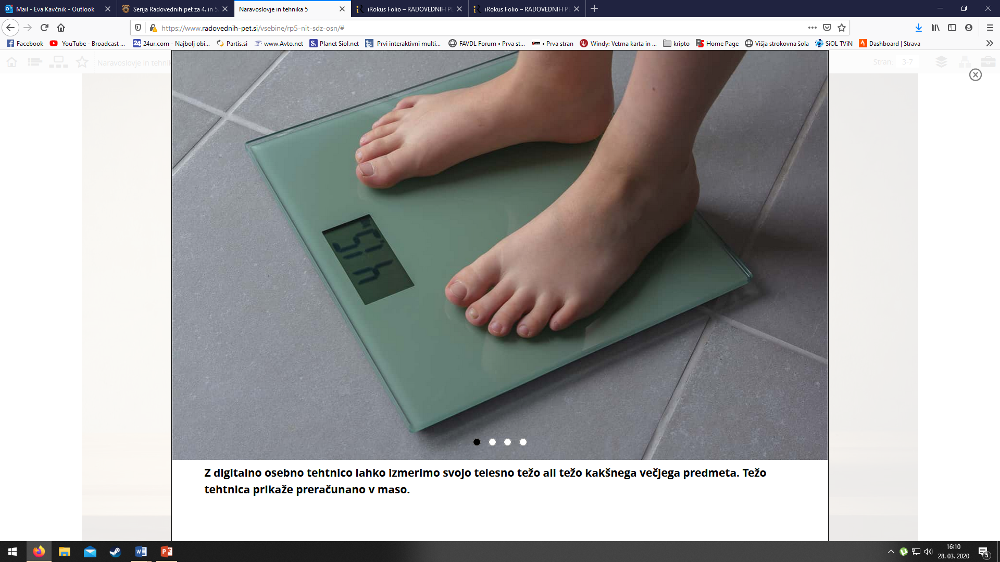 Mail - Eva Kavčnik - Outlook
Serija Radovednih pet za 4. in 5.
Naravoslovje in tehnika 5
iRokus Folio – RADOVEDNIH PE
iRokus Folio – RADOVEDNIH PE
https://www.radovednih-pet.si/vsebine/rp5-nit-sdz-osn/#
Facebook
YouTube - Broadcast ...
24ur.com - Najbolj obi...
Partis.si
www.Avto.net
Planet Siol.net
Prvi interaktivni multi...
FAVDL Forum • Prva st...
• Prva stran
Windy: Vetrna karta in ...
kripto
Home Page
Višja strokovna šola
SiOL TViN
Dashboard | Strava
Naravoslovje in tehnik
Stran: 3-7
Z digitalno osebno tehtnico lahko izmerimo svojo telesno težo ali težo kakšnega večjega predmeta. Težo
tehtnica prikaže preračunano v maso.
16:10
28. 03. 2020
5